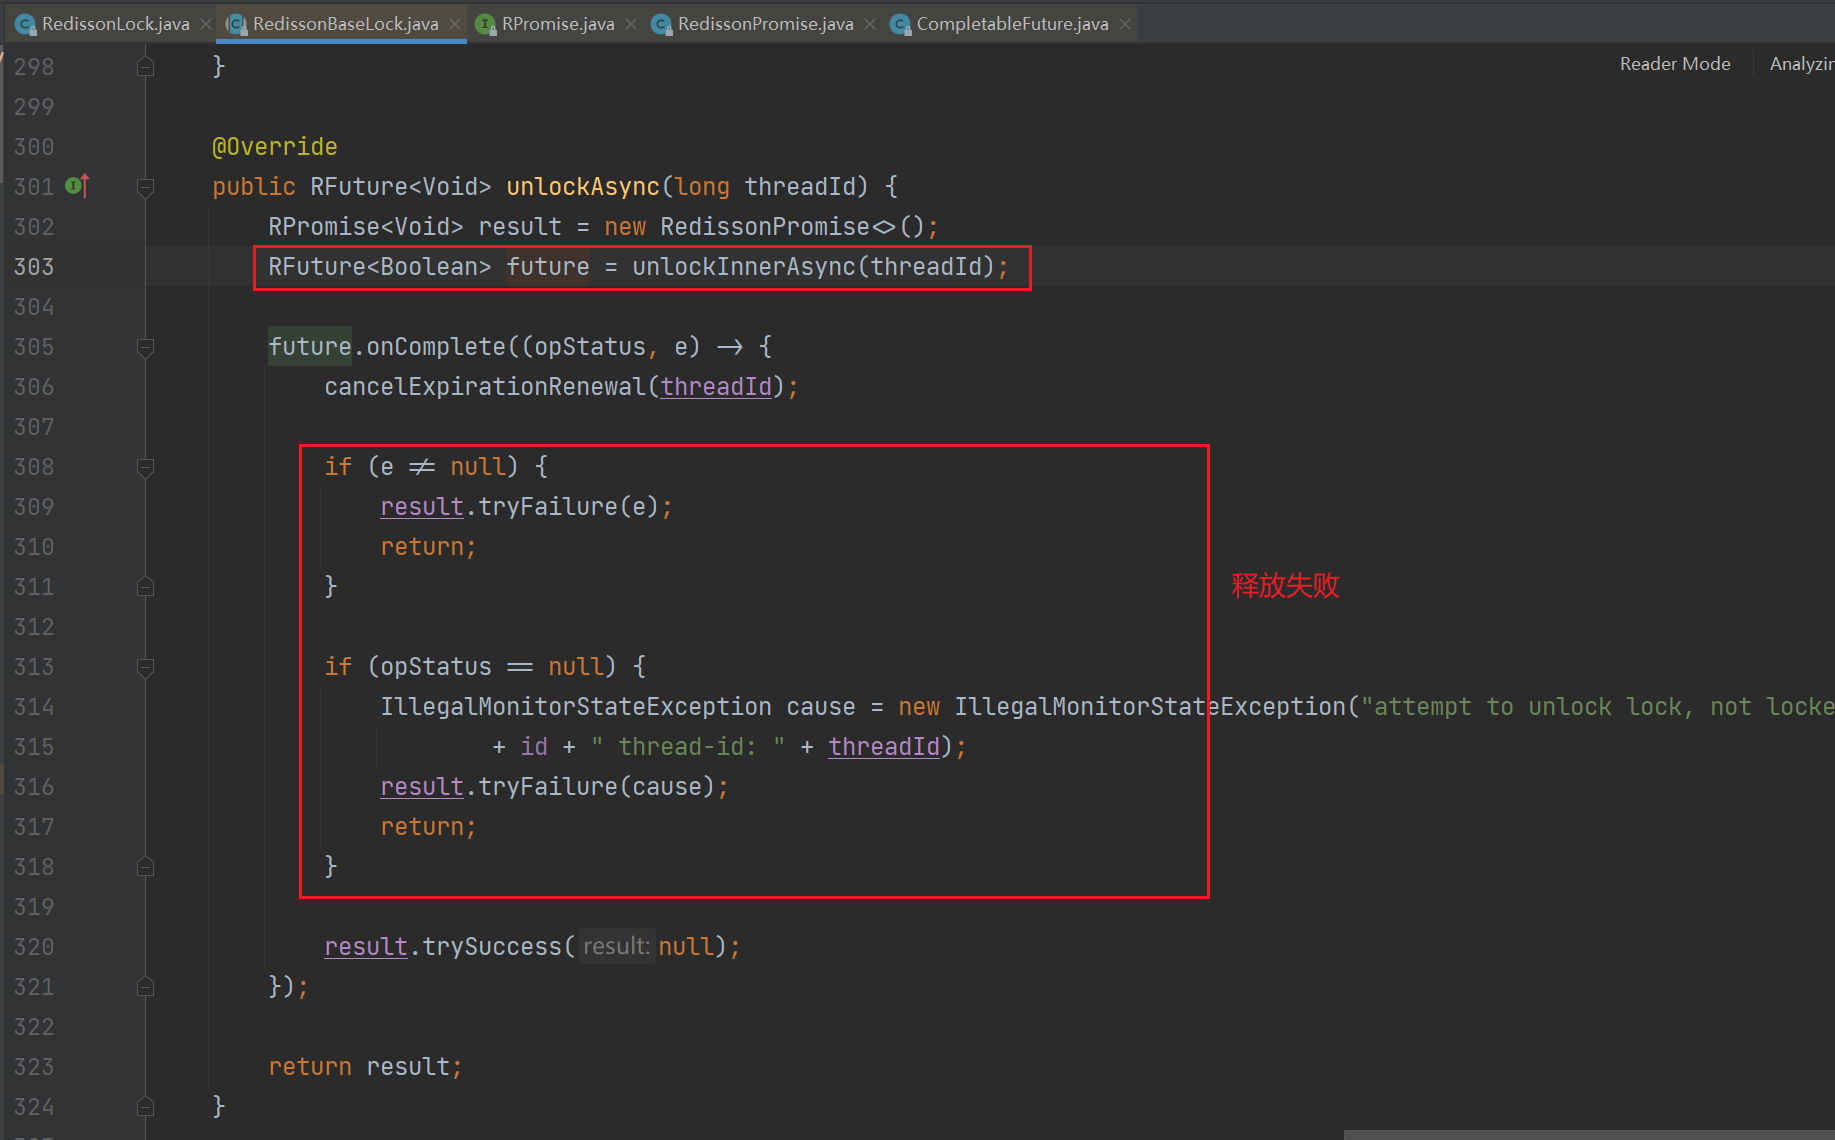 RedissonLock.java RedissonBaseLock.java RPromise.java RedissonPromise.java CompletableFuture.java
Reader Mode Analyzin
298 }
299
300 @Override
301 public RFuture<Void> unlockAsync(long threadId) {
302 RPromise<Void> result = new RedissonPromise<>();
303 RFuture<Boolean> future = unlockInnerAsync(threadId);
304
305 future.onComplete((opStatus, e) -> {
306 cancelExpirationRenewal(threadId);
307
308 if (e != null) {
309 result.tryFailure(e);
310 return;
311 }
释放失败
312
313 if (opStatus == null) {
314 IllegalMonitorStateException cause = new IllegalMonitorStateException("attempt to unlock lock, not locke
315 + id + " thread-id: " + threadId);
316 result.tryFailure(cause);
317 return;
318 }
319
320 result.trySuccess( result: null);
321 });
322
323 return result;
324 }